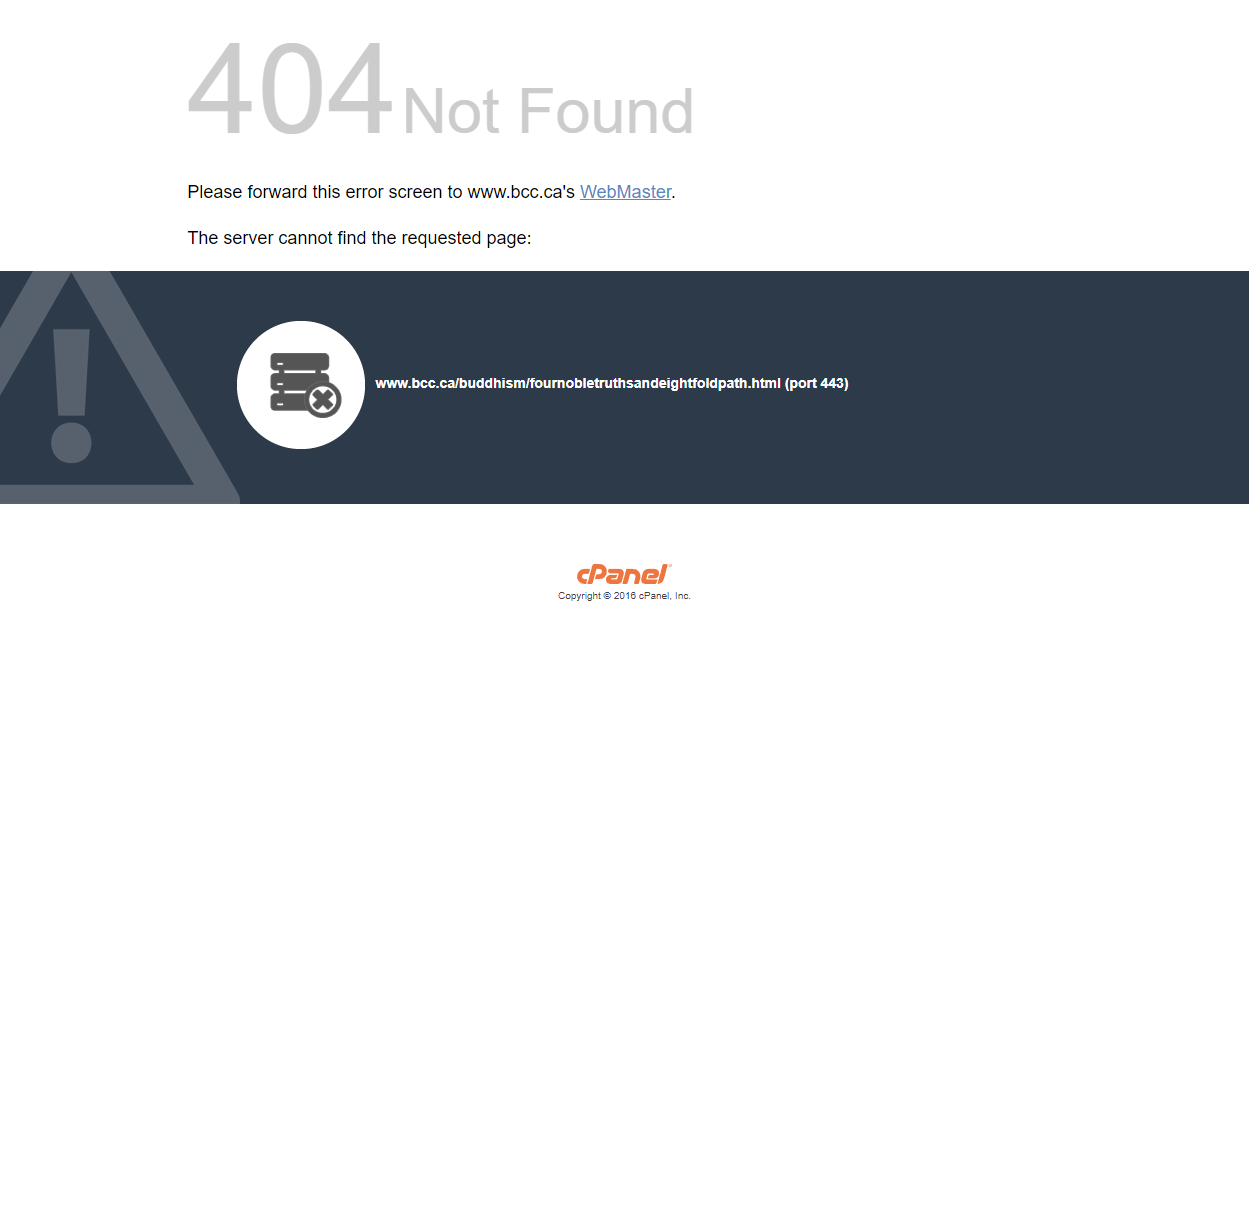 404 Not Found
Please forward this error screen to www.bcc.ca's WebMaster.
The server cannot find the requested page:
www.bcc.ca/buddhism/fournobletruthsandeightfoldpath.html (port 443)
cPanel
Copyright © 2016 cPanel, Inc.